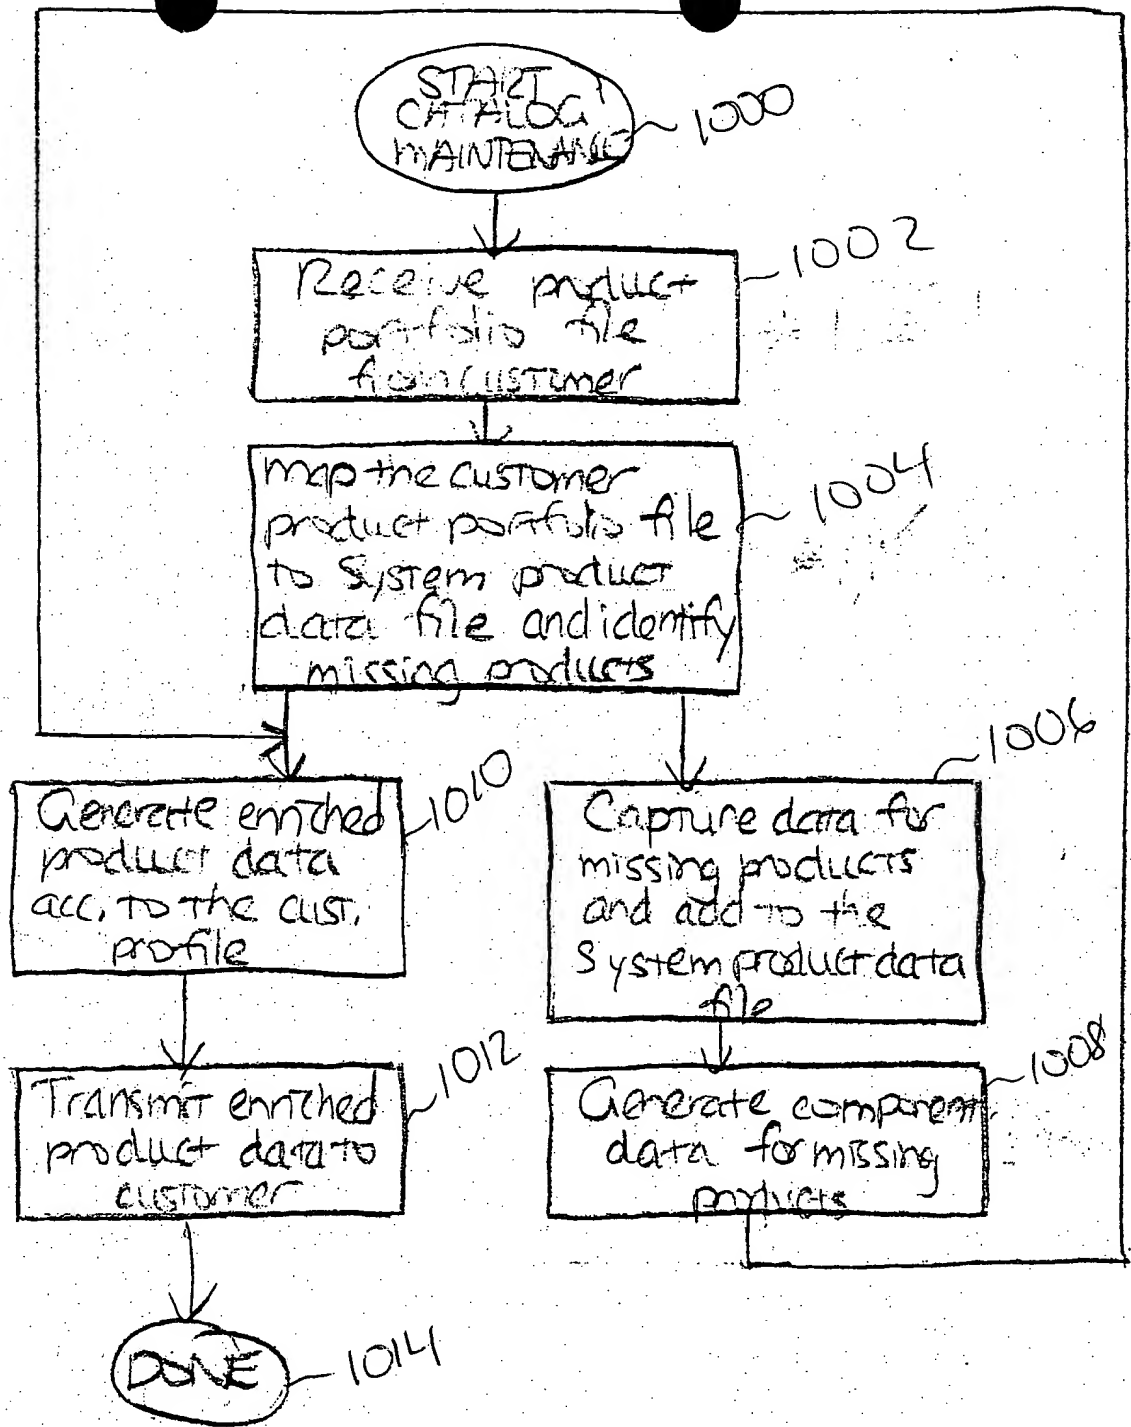 START
CATALOG
MAINTENANCE
1000
1002
Receive product
portfolio file
from customer
1004
map the customer
product portfolio file
to System product
data file and identify
missing products
1006
1010
Generate enriched
product data
acc. to the cust.
profile
Capture data for
missing products
and add to the
System product data
file
1012
1008
Transmit enriched
product data to
customer
Generate component
data for missing
products
DONE
1014